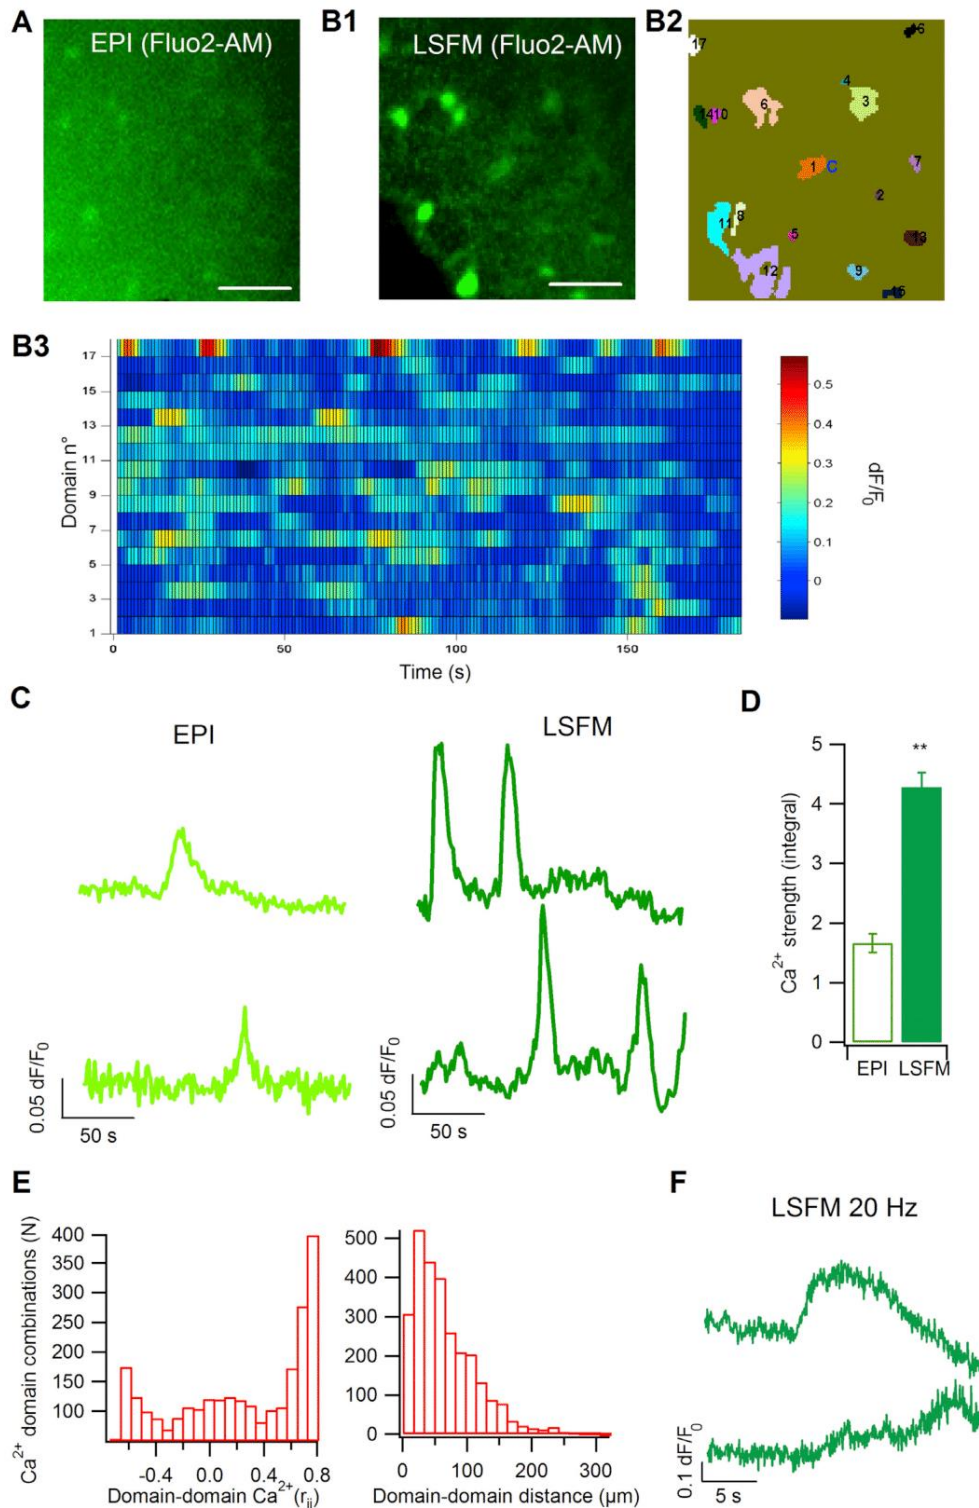 A
EPI (Fluo2-AM)
B1
LSFM (Fluo2-AM)
B2
17
16
4
6
3
14
10
1
C
7
2
8
11
5
13
12
9
15
B3
17
15
13
11
9
7
5
3
1
Domain n°
0
50
100
150
Time (s)
0.5
0.4
0.3
0.2
0.1
0
dF/F0
C
EPI
LSFM
0.05 dF/F0
50 s
0.05 dF/F0
50 s
D
5
4
3
2
1
0
Ca2+ strength (integral)
**
EPI
LSFM
E
Ca2+ domain combinations (N)
400
350
300
250
200
150
100
-0.4
0.0
0.4
0.8
Domain-domain Ca2+(rij)
500
400
300
200
100
0
0
100
200
300
Domain-domain distance (µm)
F
LSFM 20 Hz
0.1 dF/F0
5 s